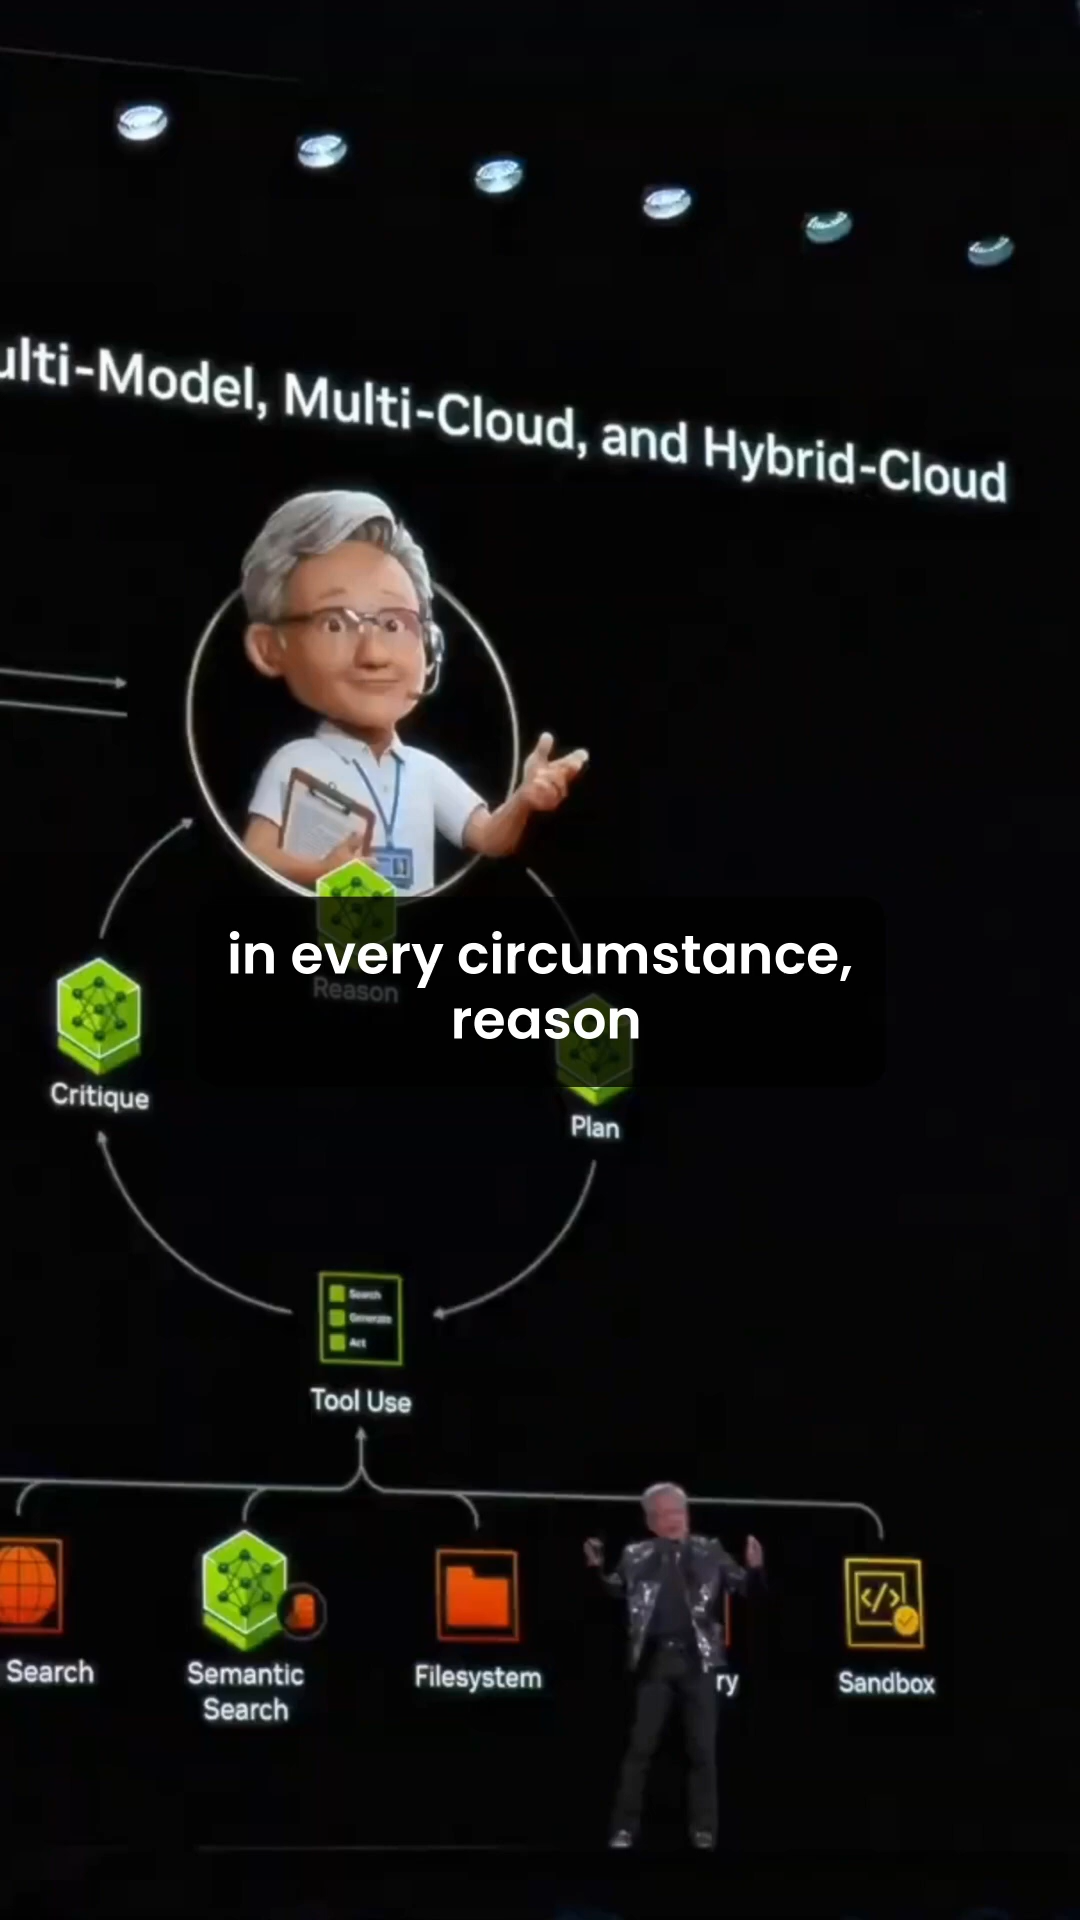 ulti-Model, Multi-Cloud, and Hybrid-Cloud
in every circumstance,
reason
Reason
Critique
Plan
Search
Generate
Act
Tool Use
Search
Semantic
Search
Filesystem
ry
Sandbox